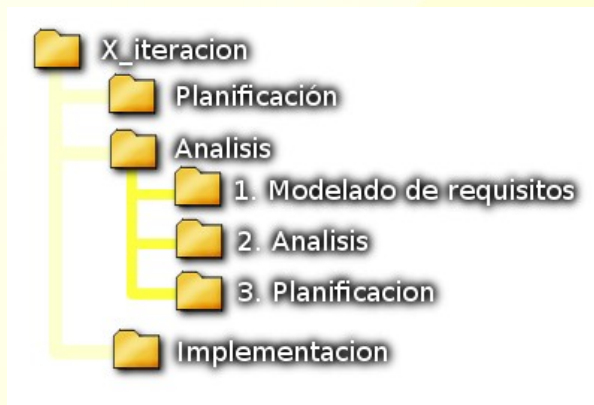 X_iteracion
Planificación
Analisis
1. Modelado de requisitos
2. Analisis
3. Planificacion
Implementacion